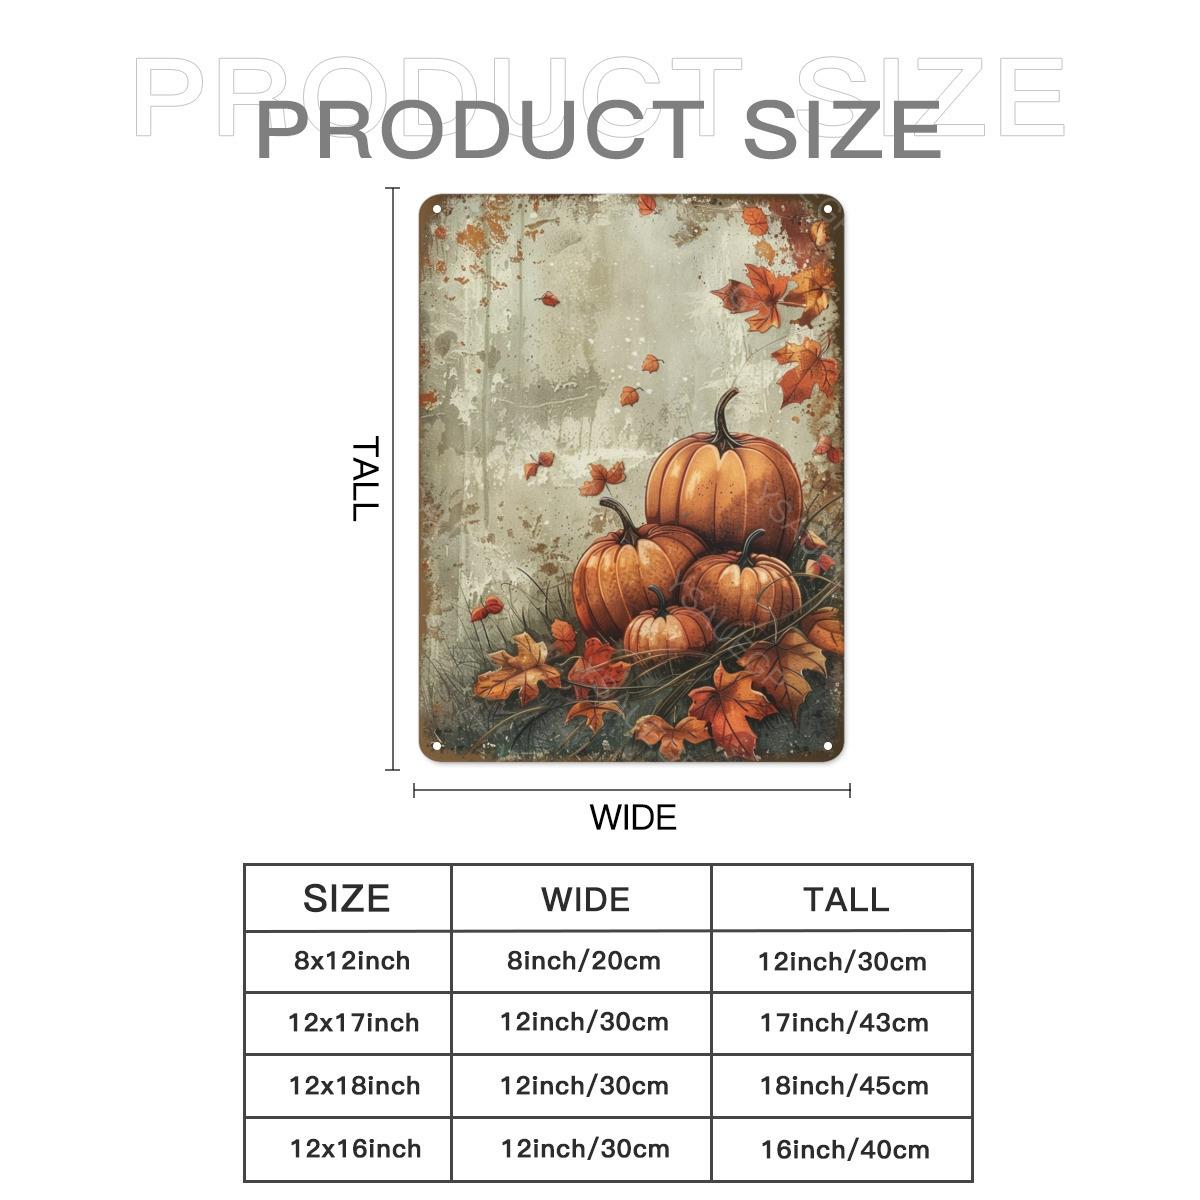 PRODUCT SIZE
PRODUCT SIZE
TALL
WIDE
SIZE WIDE TALL
8x12inch 8inch/20cm 12inch/30cm
12x17inch 12inch/30cm 17inch/43cm
12x18inch 12inch/30cm 18inch/45cm
12x16inch 12inch/30cm 16inch/40cm